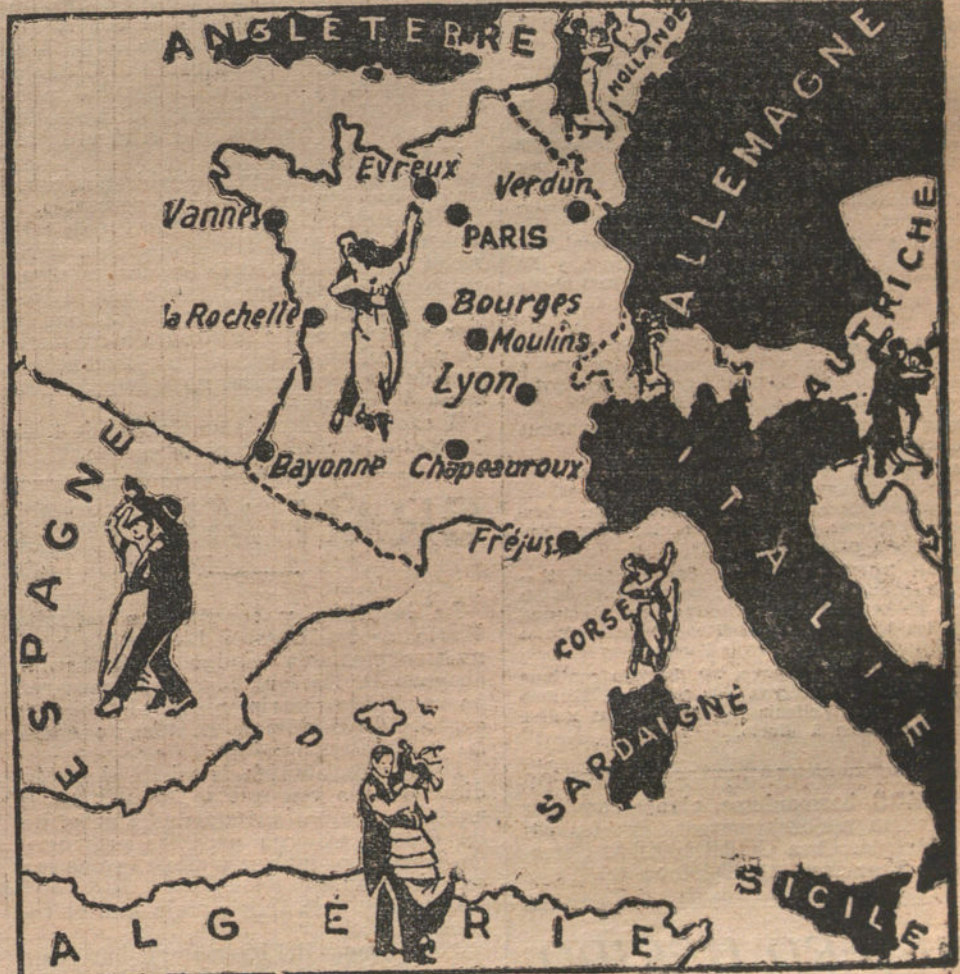 ANGLETERRE
HOLLANDE
ALLEMAGNE
Evreux
Verdun
Vannes
PARIS
AUTRICHE
la Rochelle
Bourges
Moulins
Lyon
ESPAGNE
Bayonne
Chapeauroux
ITALIE
Fréjus
CORSE
SARDAIGNE
SICILE
ALGÉRIE